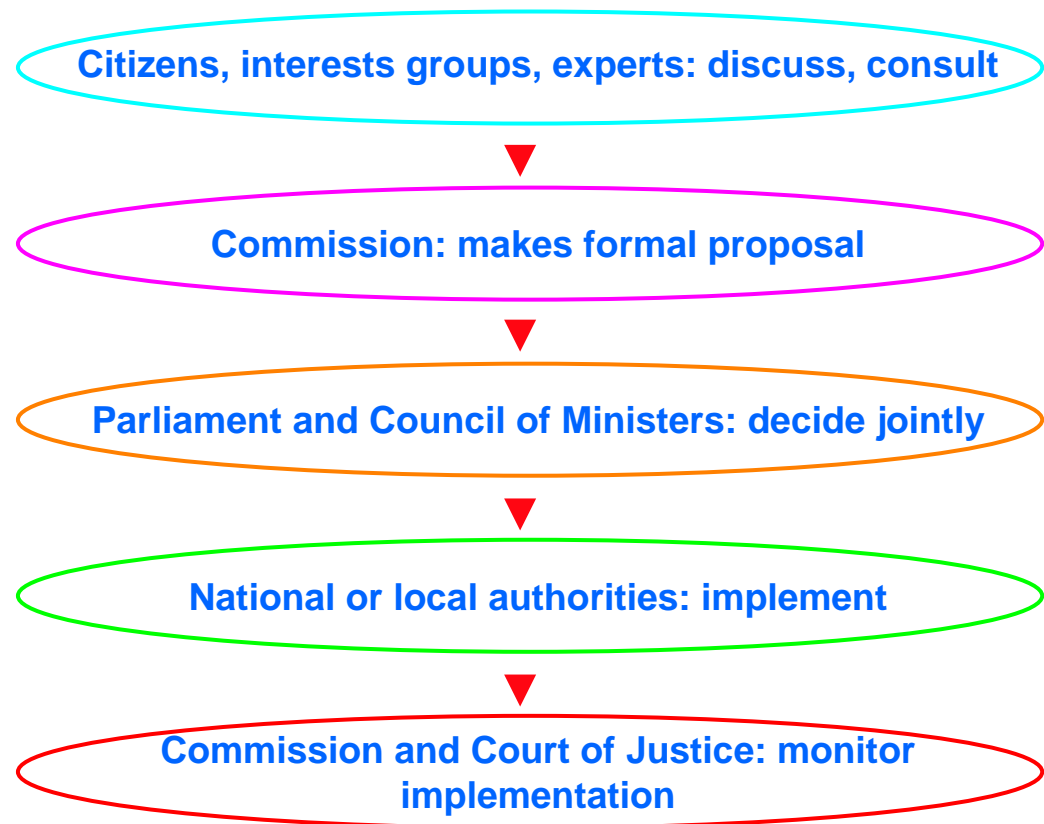 Citizens, interests groups, experts: discuss, consult
Commission: makes formal proposal
Parliament and Council of Ministers: decide jointly
National or local authorities: implement
Commission and Court of Justice: monitor
implementation